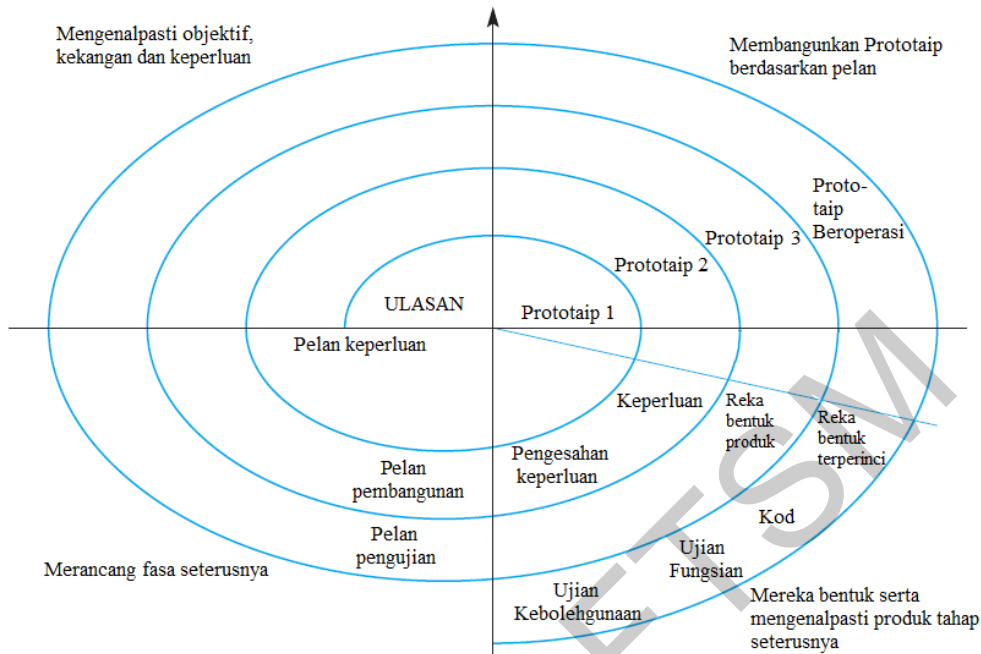 Mengenalpasti objektif,
kekangan dan keperluan
Membangunkan Prototaip
berdasarkan pelan
Proto-
taip
Beroperasi
Prototaip 3
Prototaip 2
ULASAN
Prototaip 1
Pelan keperluan
Keperluan
Reka
bentuk
produk
Reka
bentuk
terperinci
Pengesahan
keperluan
Pelan
pembangunan
Kod
Pelan
pengujian
Ujian
Fungsian
Merancang fasa seterusnya
Ujian
Kebolehgunaan
Mereka bentuk serta
mengenalpasti produk tahap
seterusnya
ETSM